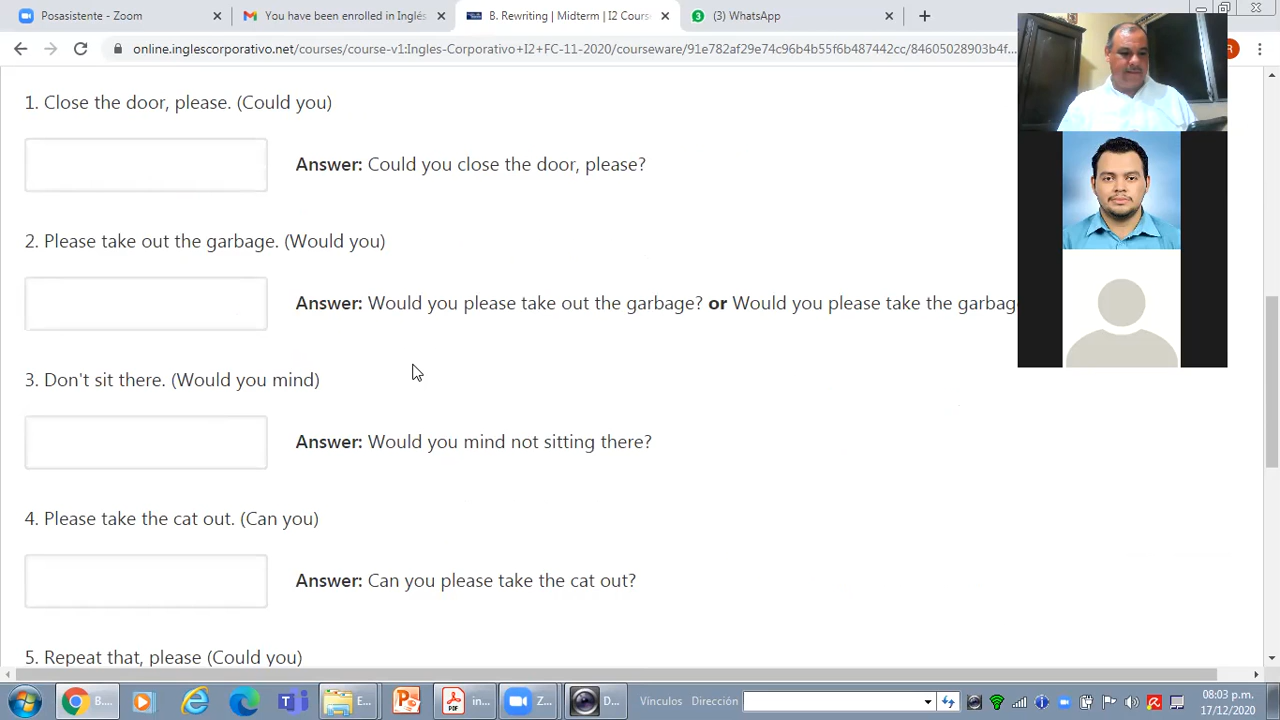 Posasistente - Zoom
You have been enrolled in Inglés
B. Rewriting | Midterm | I2 Cours
(3) WhatsApp
online.inglescorporativo.net/courses/course-v1:Ingles-Corporativo+I2+FC-11-2020/courseware/91e782af29e74c96b4b55f6b487442cc/84605028903b4f...
1. Close the door, please. (Could you)
Answer: Could you close the door, please?
2. Please take out the garbage. (Would you)
Answer: Would you please take out the garbage? or Would you please take the garbag
3. Don't sit there. (Would you mind)
Answer: Would you mind not sitting there?
4. Please take the cat out. (Can you)
Answer: Can you please take the cat out?
5. Repeat that, please (Could you)
B....
E...
in...
Z...
D...
Vínculos
Dirección
08:03 p.m.
17/12/2020